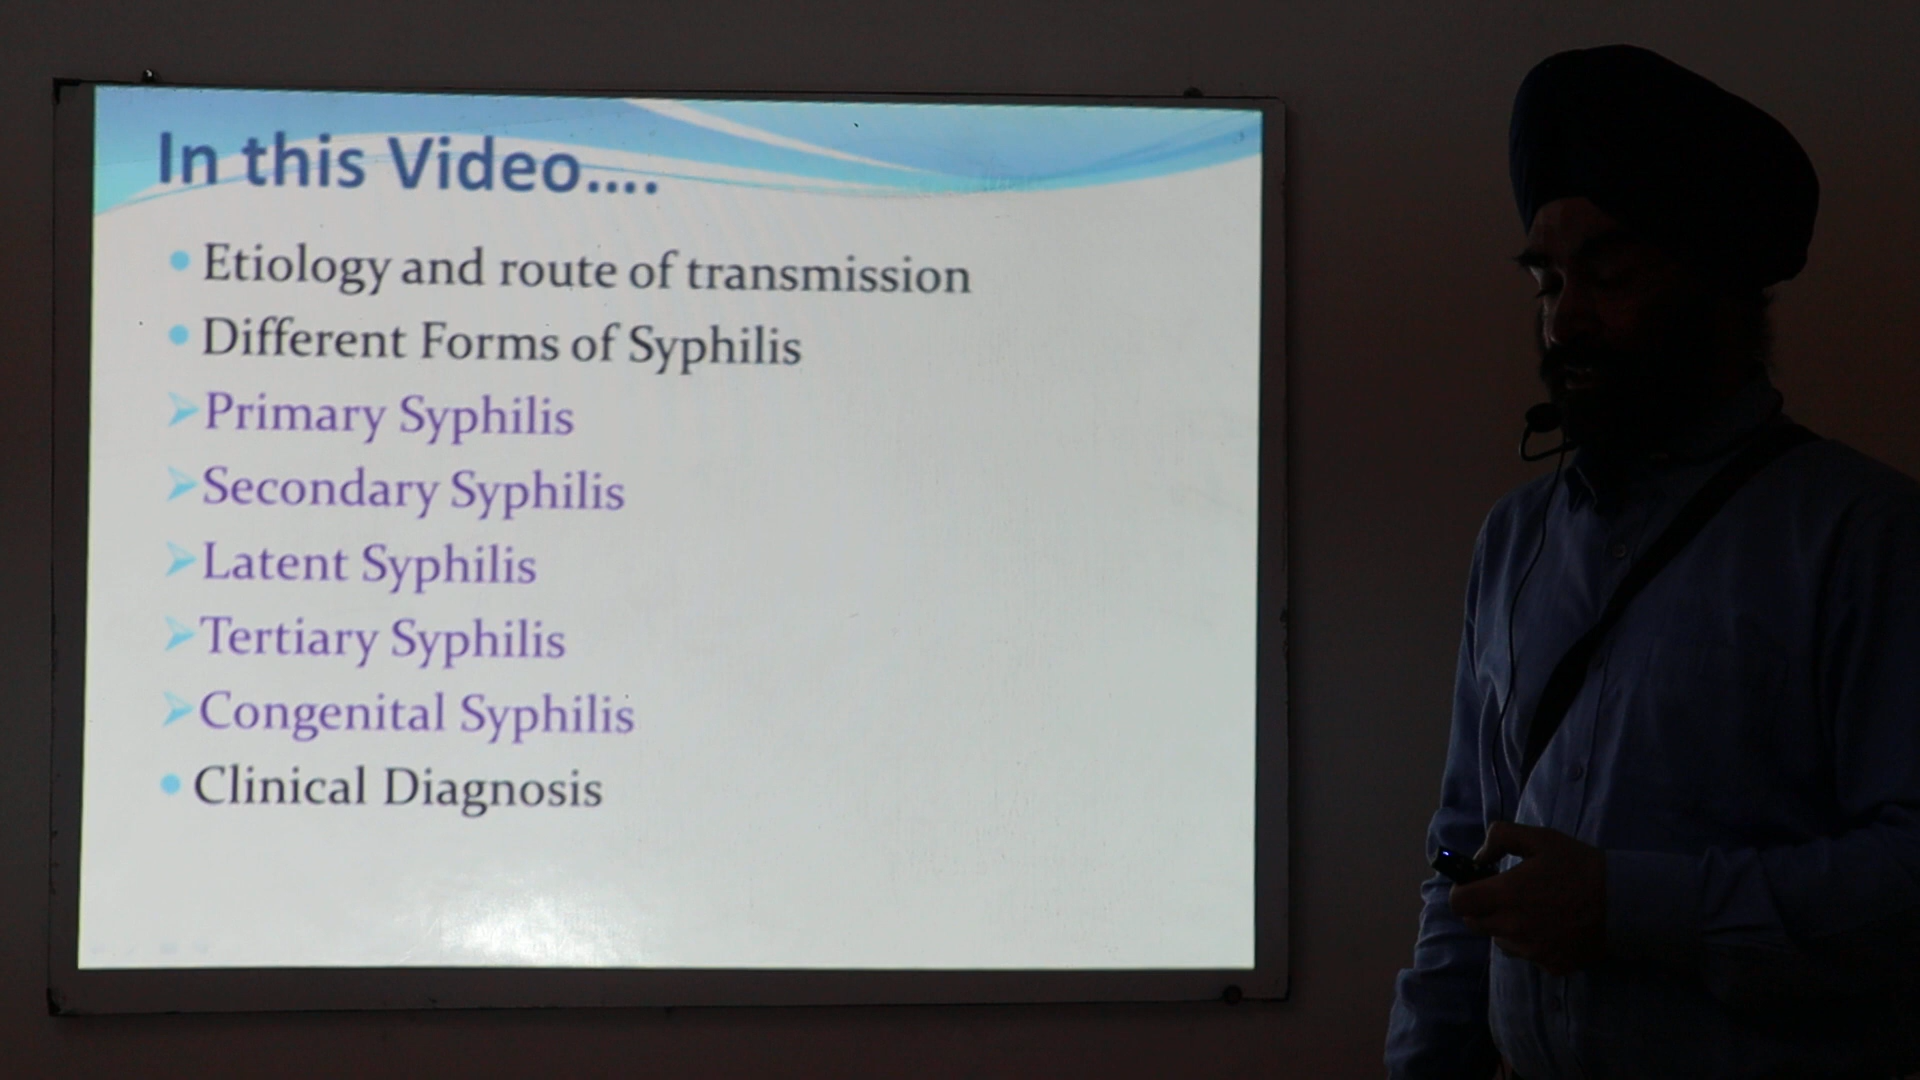 In this Video....
Etiology and route of transmission
Different Forms of Syphilis
Primary Syphilis
Secondary Syphilis
Latent Syphilis
Tertiary Syphilis
Congenital Syphilis
Clinical Diagnosis